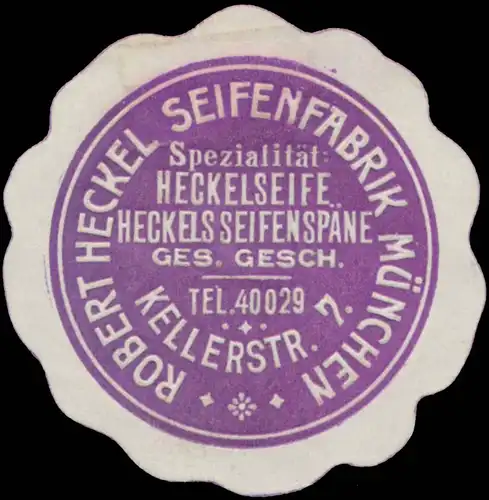 ROBERT HECKEL SEIFENFABRIK MÜNCHEN
Spezialität:
HECKELSEIFE
HECKELS SEIFENSPÄNE
GES. GESCH.
TEL. 40029
KELLERSTR. 7.